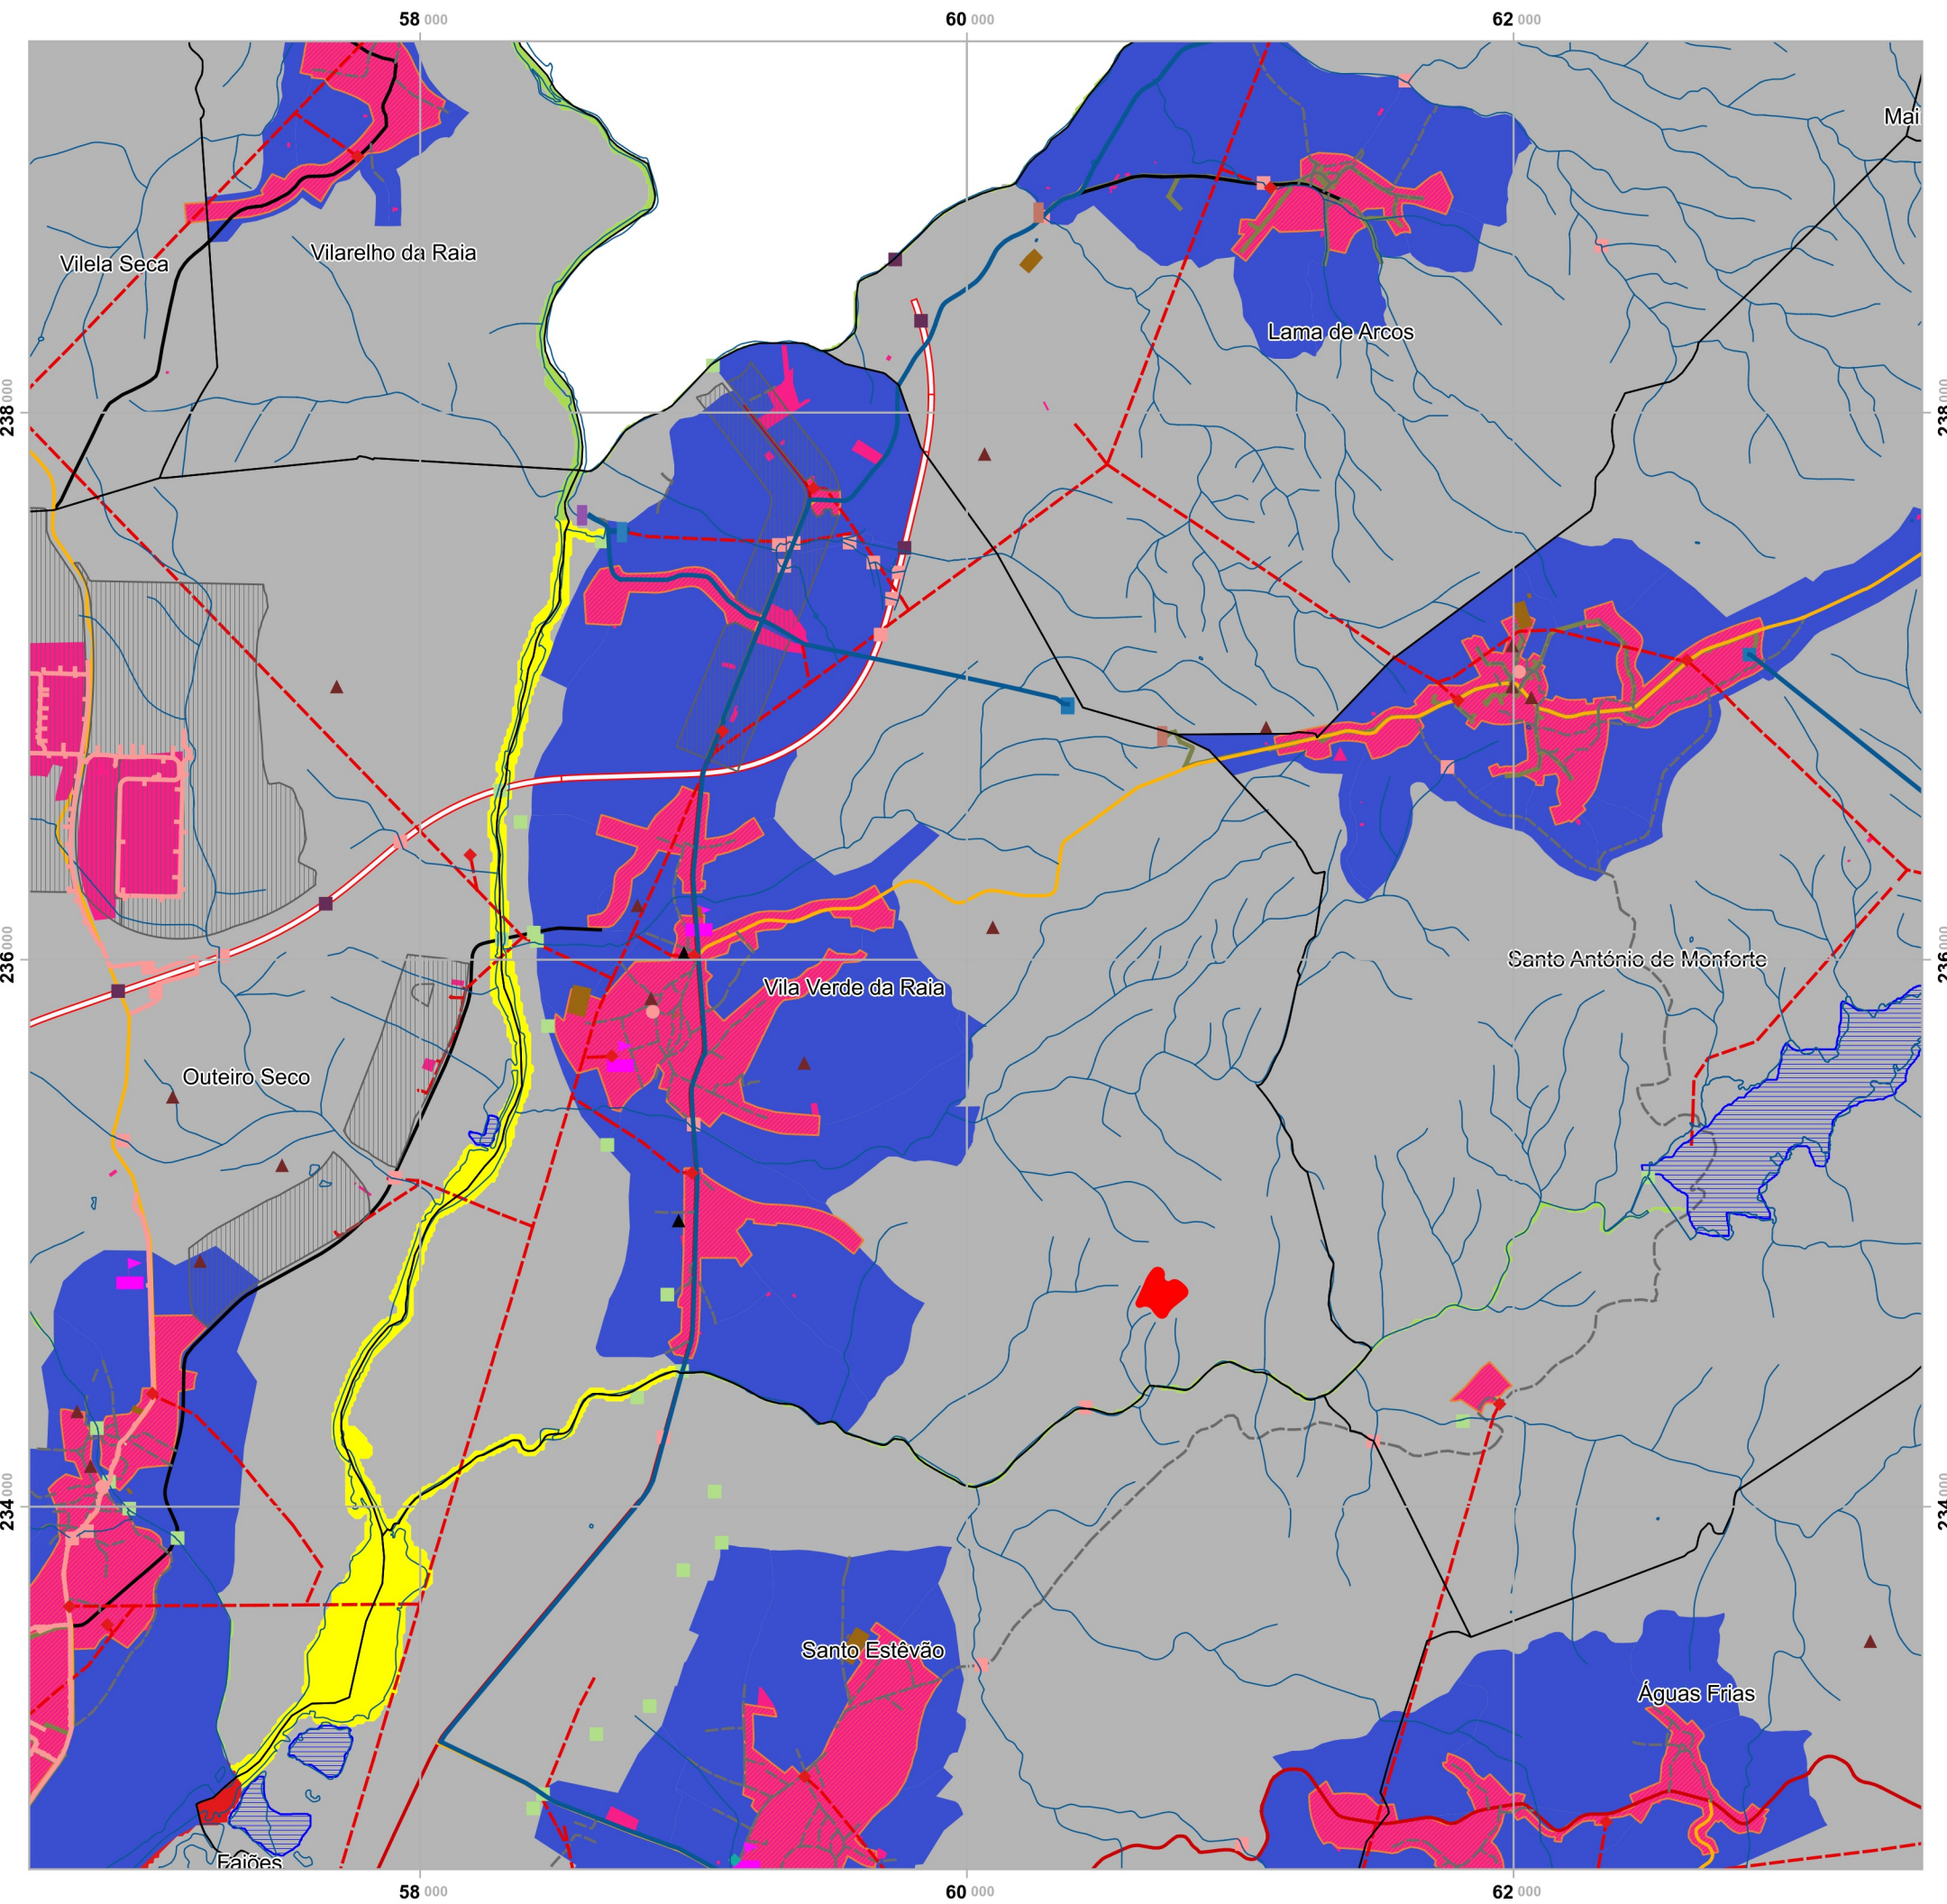 58 000
60 000
62 000
Mai
Vilarelho da Raia
Vilela Seca
Lama de Arcos
238 000
238 000
236 000
236 000
Santo António de Monforte
Vila Verde da Raia
Outeiro Seco
234 000
234 000
Santo Estêvão
Águas Frias
Faiões
58 000
60 000
62 000